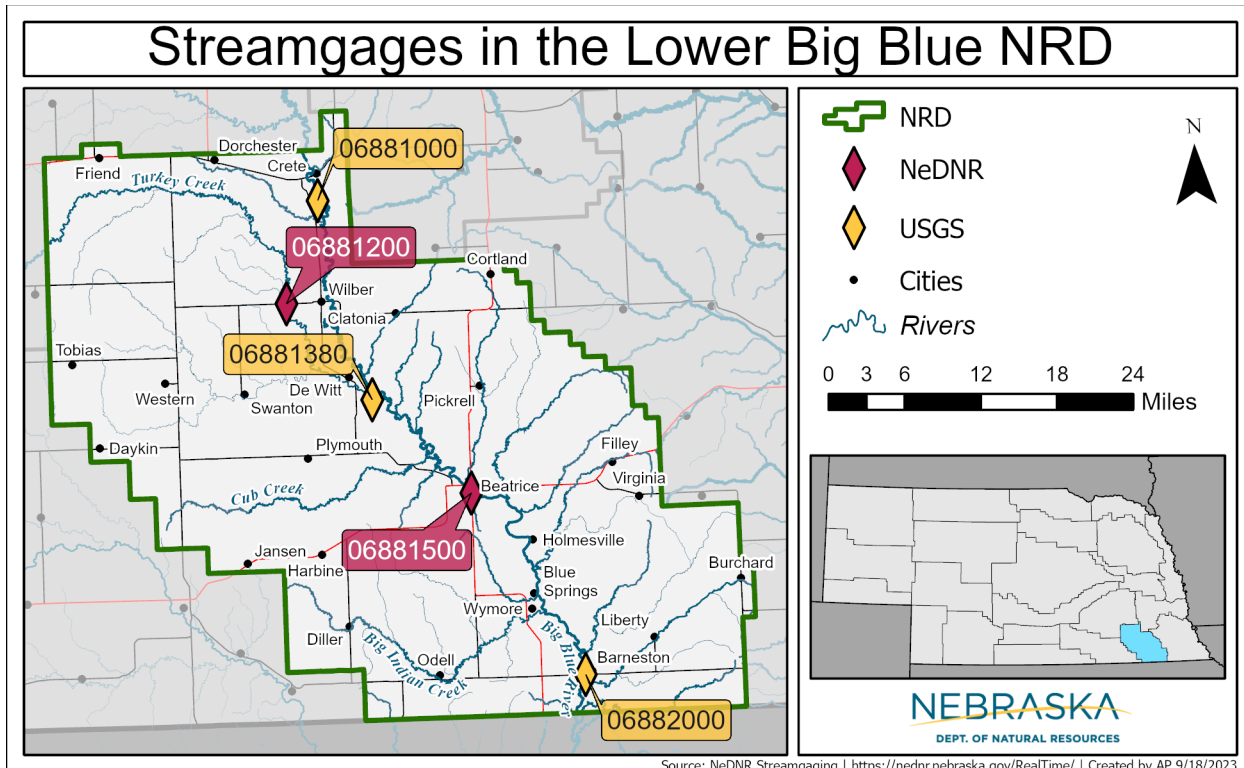 Streamgages in the Lower Big Blue NRD
Friend
Dorchester
Crete
06881000
Turkey Creek
06881200
Cortland
Wilber
Clatonia
06881380
Tobias
De Witt
Western
Swanton
Pickrell
Daykin
Plymouth
Filley
Virginia
Beatrice
Cub Creek
06881500
Holmesville
Jansen
Harbine
Blue
Springs
Burchard
Wymore
Liberty
Diller
Big Indian Creek
Odell
Big Blue River
Barneston
06882000
NRD
NeDNR
USGS
Cities
Rivers
N
0 3 6 12 18 24
Miles
NEBRASKA
DEPT. OF NATURAL RESOURCES
Source: NeDNR Streamgaging | https://nednr.nebraska.gov/RealTime/ | Created by AP 9/18/2023